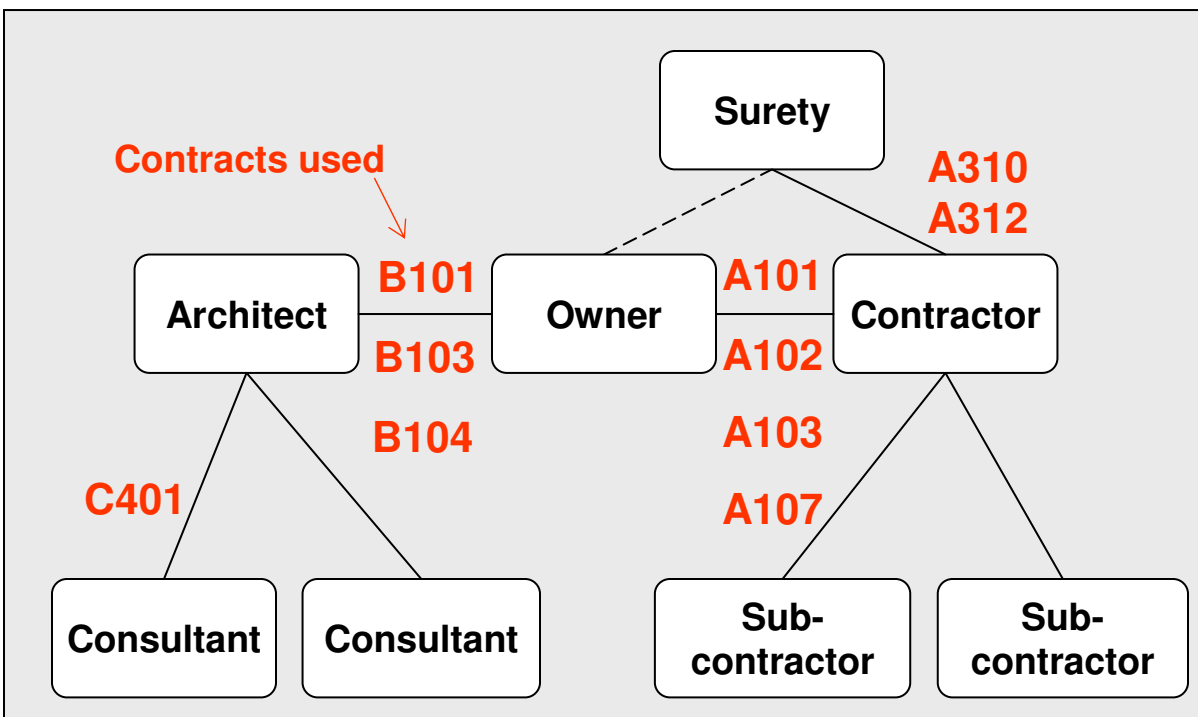 Surety
Contracts used
A310
A312
B101
A101
Architect
Owner
Contractor
B103
A102
B104
A103
C401
A107
Consultant
Consultant
Sub-
contractor
Sub-
contractor